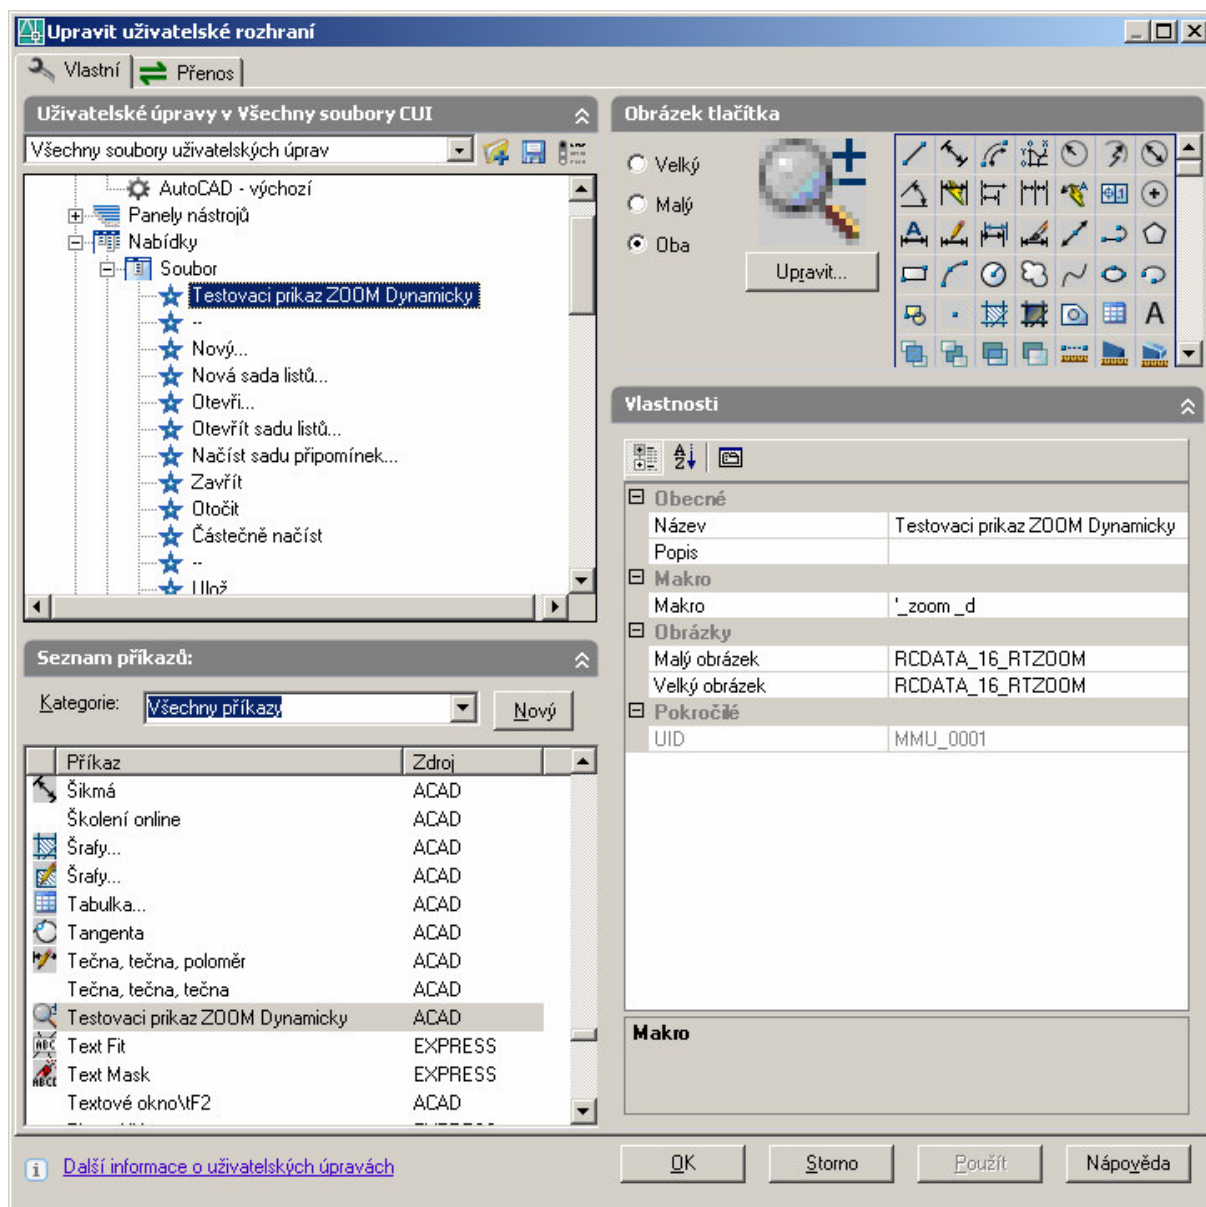 Upravit uživatelské rozhraní
Vlastní
Přenos
Uživatelské úpravy v Všechny soubory CUI
Všechny soubory uživatelských úprav
AutoCAD - výchozí
Panely nástrojů
Nabídky
Soubor
Testovaci prikaz ZOOM Dynamicky
--
Nový...
Nová sada listů...
Otevři...
Otevřít sadu listů...
Načíst sadu připomínek...
Zavřít
Otočit
Částečně načíst
--
Ulož
Seznam příkazů:
Kategorie:
Všechny příkazy
Nový
Příkaz Zdroj
Šikmá ACAD
Školení online ACAD
Šrafy... ACAD
Šrafy... ACAD
Tabulka... ACAD
Tangenta ACAD
Tečna, tečna, poloměr ACAD
Tečna, tečna, tečna ACAD
Testovaci prikaz ZOOM Dynamicky ACAD
Text Fit EXPRESS
Text Mask EXPRESS
Textové okno\tF2 ACAD
Obrázek tlačítka
Velký
Malý
Oba
Upravit...
Vlastnosti
Obecné
Název Testovaci prikaz ZOOM Dynamicky
Popis
Makro
Makro '_zoom _d
Obrázky
Malý obrázek RCDATA_16_RTZOOM
Velký obrázek RCDATA_16_RTZOOM
Pokročilé
UID MMU_0001
Makro
Další informace o uživatelských úpravách
OK
Storno
Použít
Nápověda